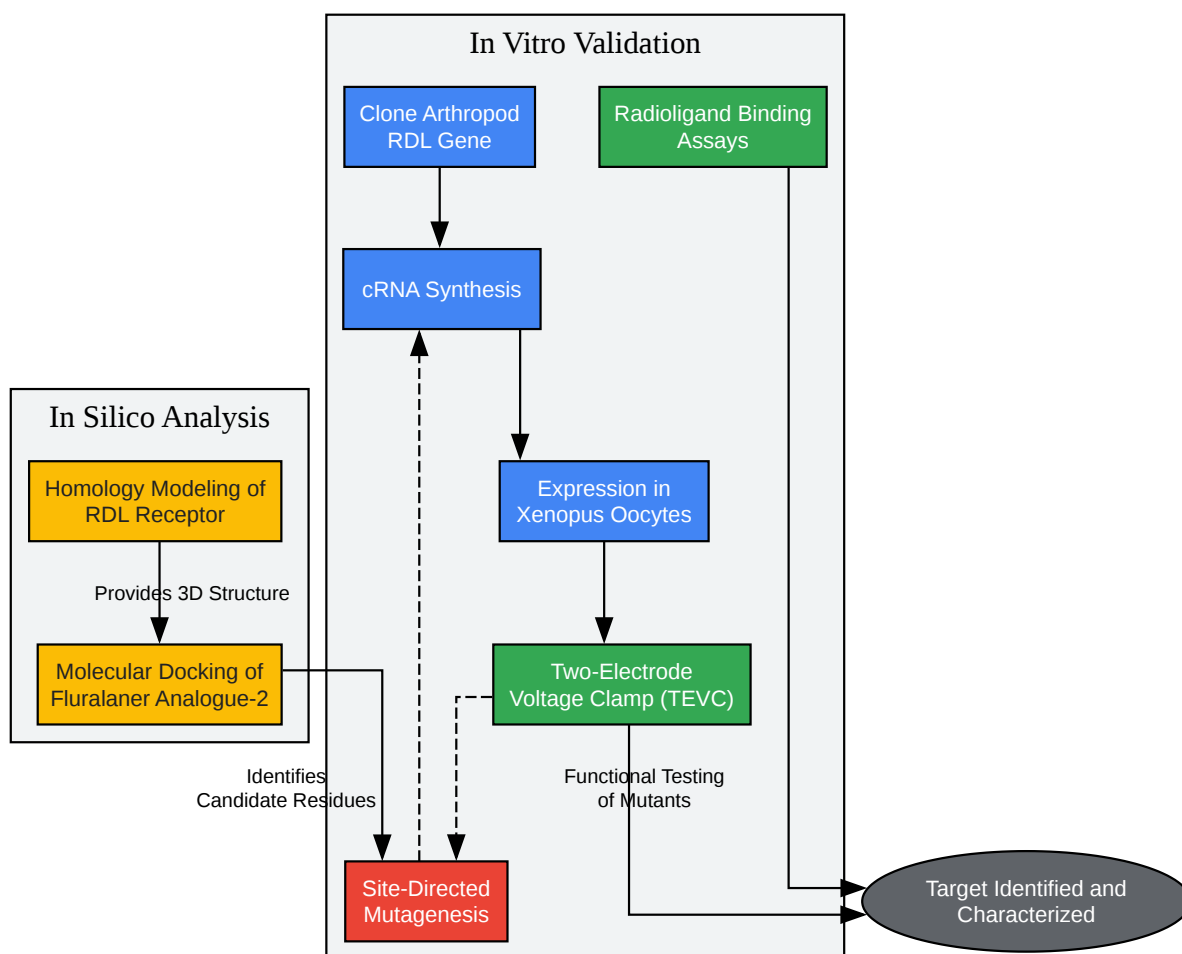 In Vitro Validation
Clone Arthropod
RDL Gene
Radioligand Binding
Assays
cRNA Synthesis
In Silico Analysis
Homology Modeling of
RDL Receptor
Expression in
Xenopus Oocytes
Provides 3D Structure
Molecular Docking of
Fluralaner Analogue-2
Two-Electrode
Voltage Clamp (TEVC)
Identifies
Candidate Residues
Functional Testing
of Mutants
Site-Directed
Mutagenesis
Target Identified and
Characterized